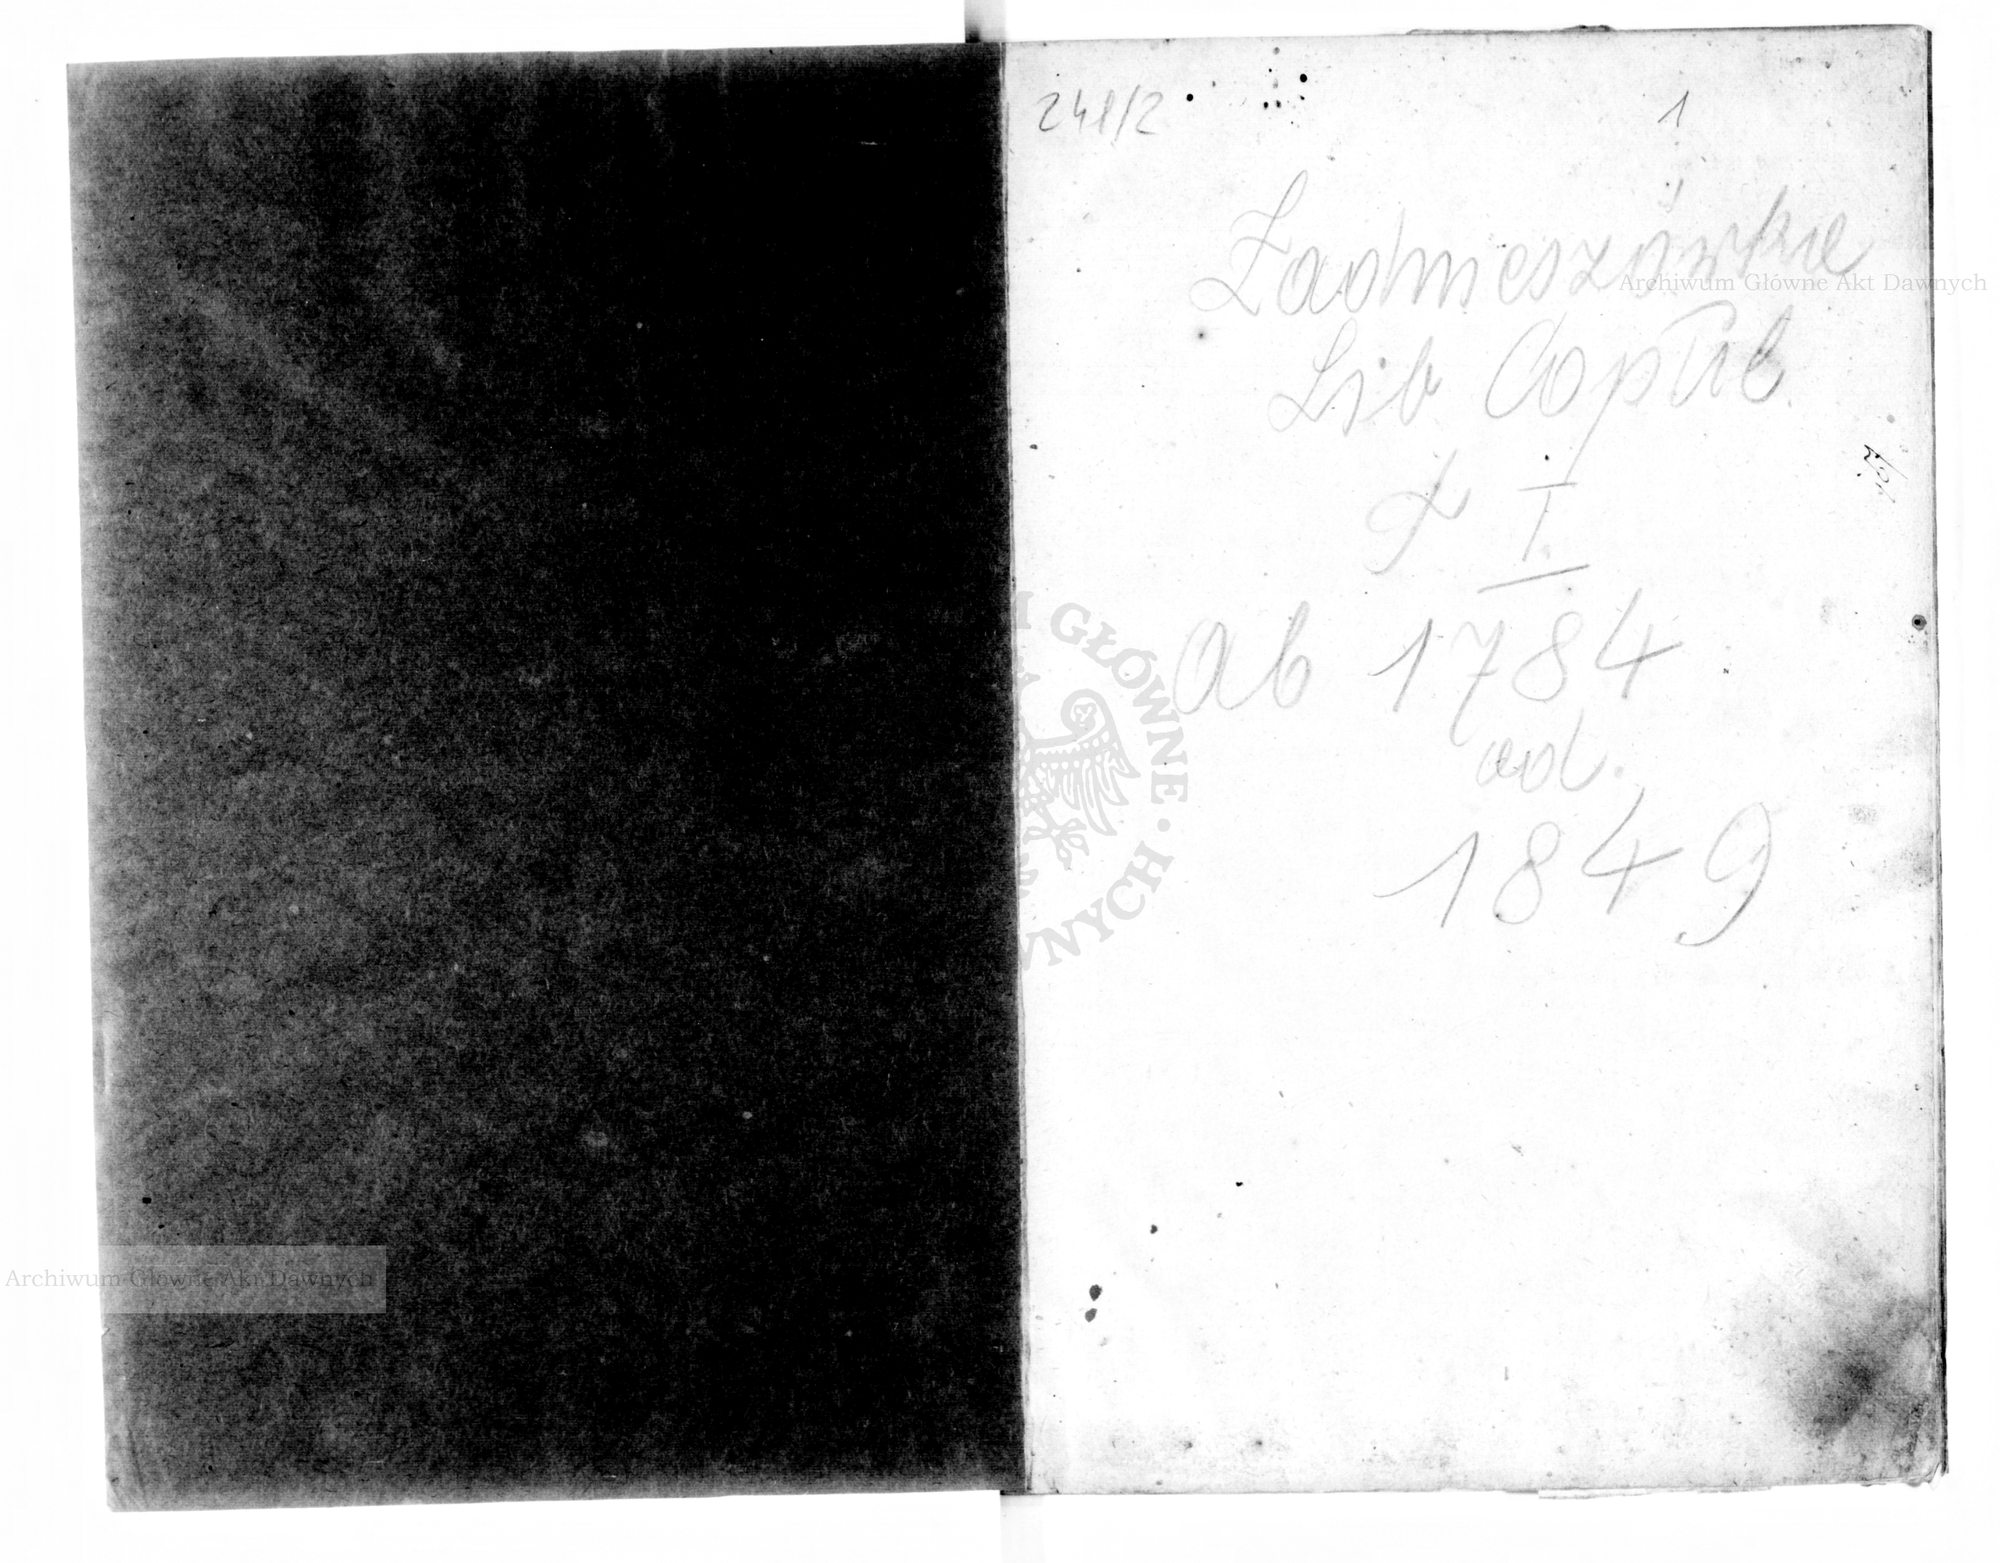 241/2
1
Zadnieszówka
Lib Copul
T I
ab 1784
ad.
1849
Archiwum Główne Akt Dawnych
Archiwum Główne Akt Dawnych